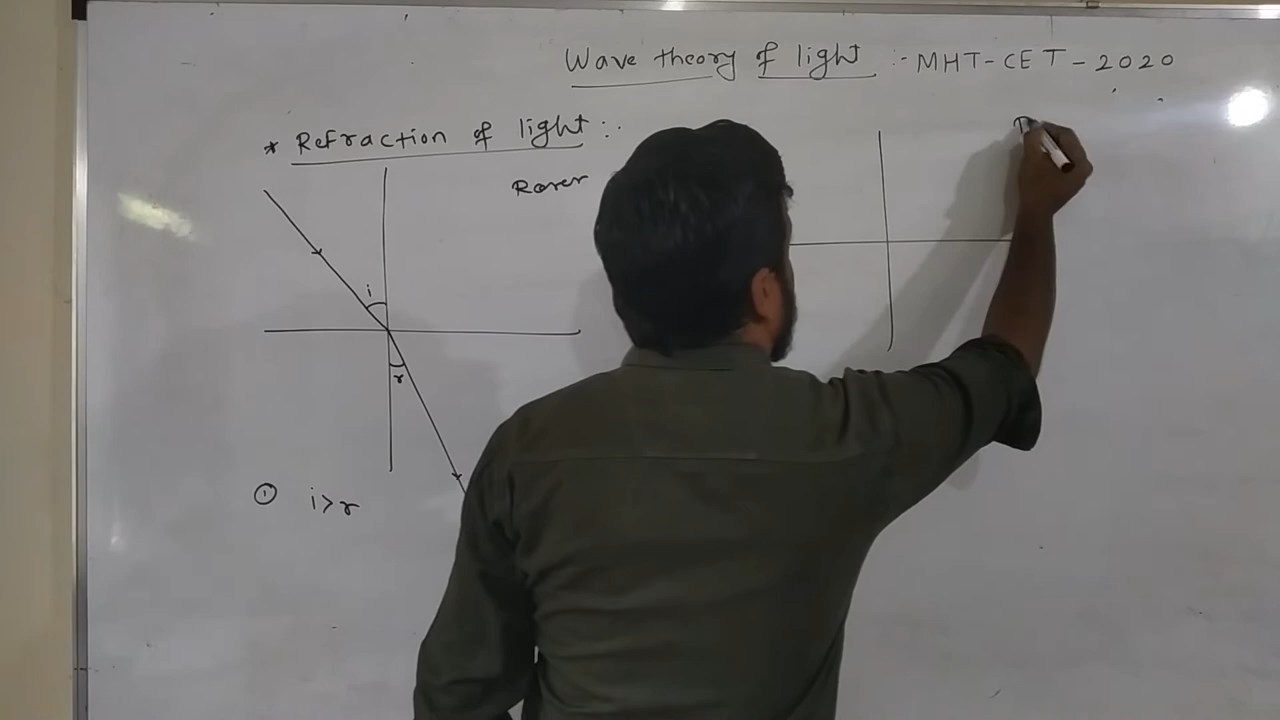 Wave theory of light :- MHT-CET-2020
* Refraction of light :-
Rarer
i
r
① i>r